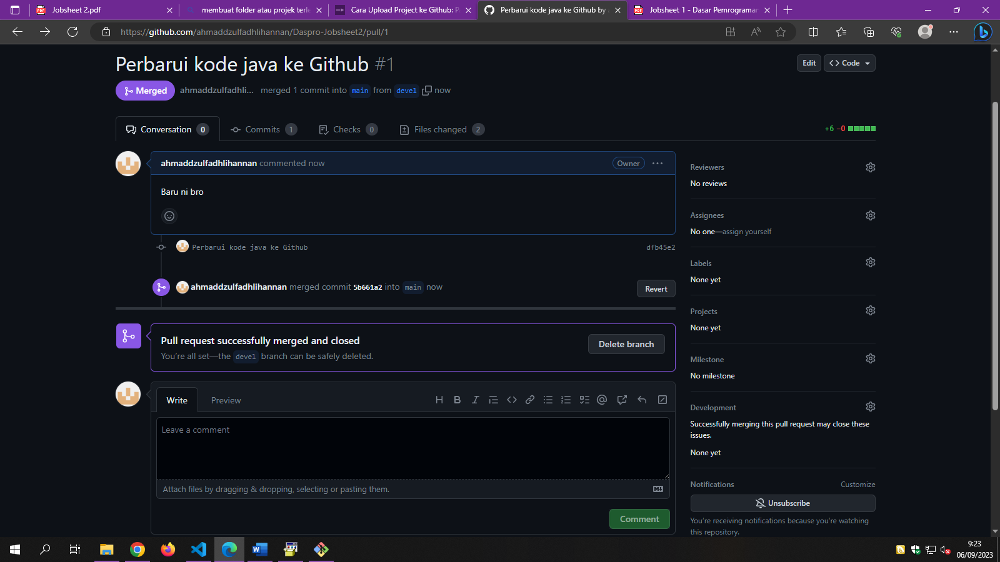 Jobsheet 2.pdf
membuat folder atau projek terle
Cara Upload Project ke Github: Pa
Perbarui kode java ke Github by a
Jobsheet 1 - Dasar Pemrograman
https://github.com/ahmaddzulfadhlihannan/Daspro-Jobsheet2/pull/1
Perbarui kode java ke Github #1
Edit
Code
Merged
ahmaddzulfadhli... merged 1 commit into main from devel now
Conversation 0
Commits 1
Checks 0
Files changed 2
+6 −0
ahmaddzulfadhlihannan commented now
Owner
Baru ni bro
Perbarui kode java ke Github
dfb45e2
ahmaddzulfadhlihannan merged commit 5b661a2 into main now
Revert
Pull request successfully merged and closed
You're all set—the devel branch can be safely deleted.
Delete branch
Write
Preview
Leave a comment
Attach files by dragging & dropping, selecting or pasting them.
Comment
Reviewers
No reviews
Assignees
No one—assign yourself
Labels
None yet
Projects
None yet
Milestone
No milestone
Development
Successfully merging this pull request may close these
issues.
None yet
Notifications
Customize
Unsubscribe
You're receiving notifications because you're watching
this repository.
9:23
06/09/2023